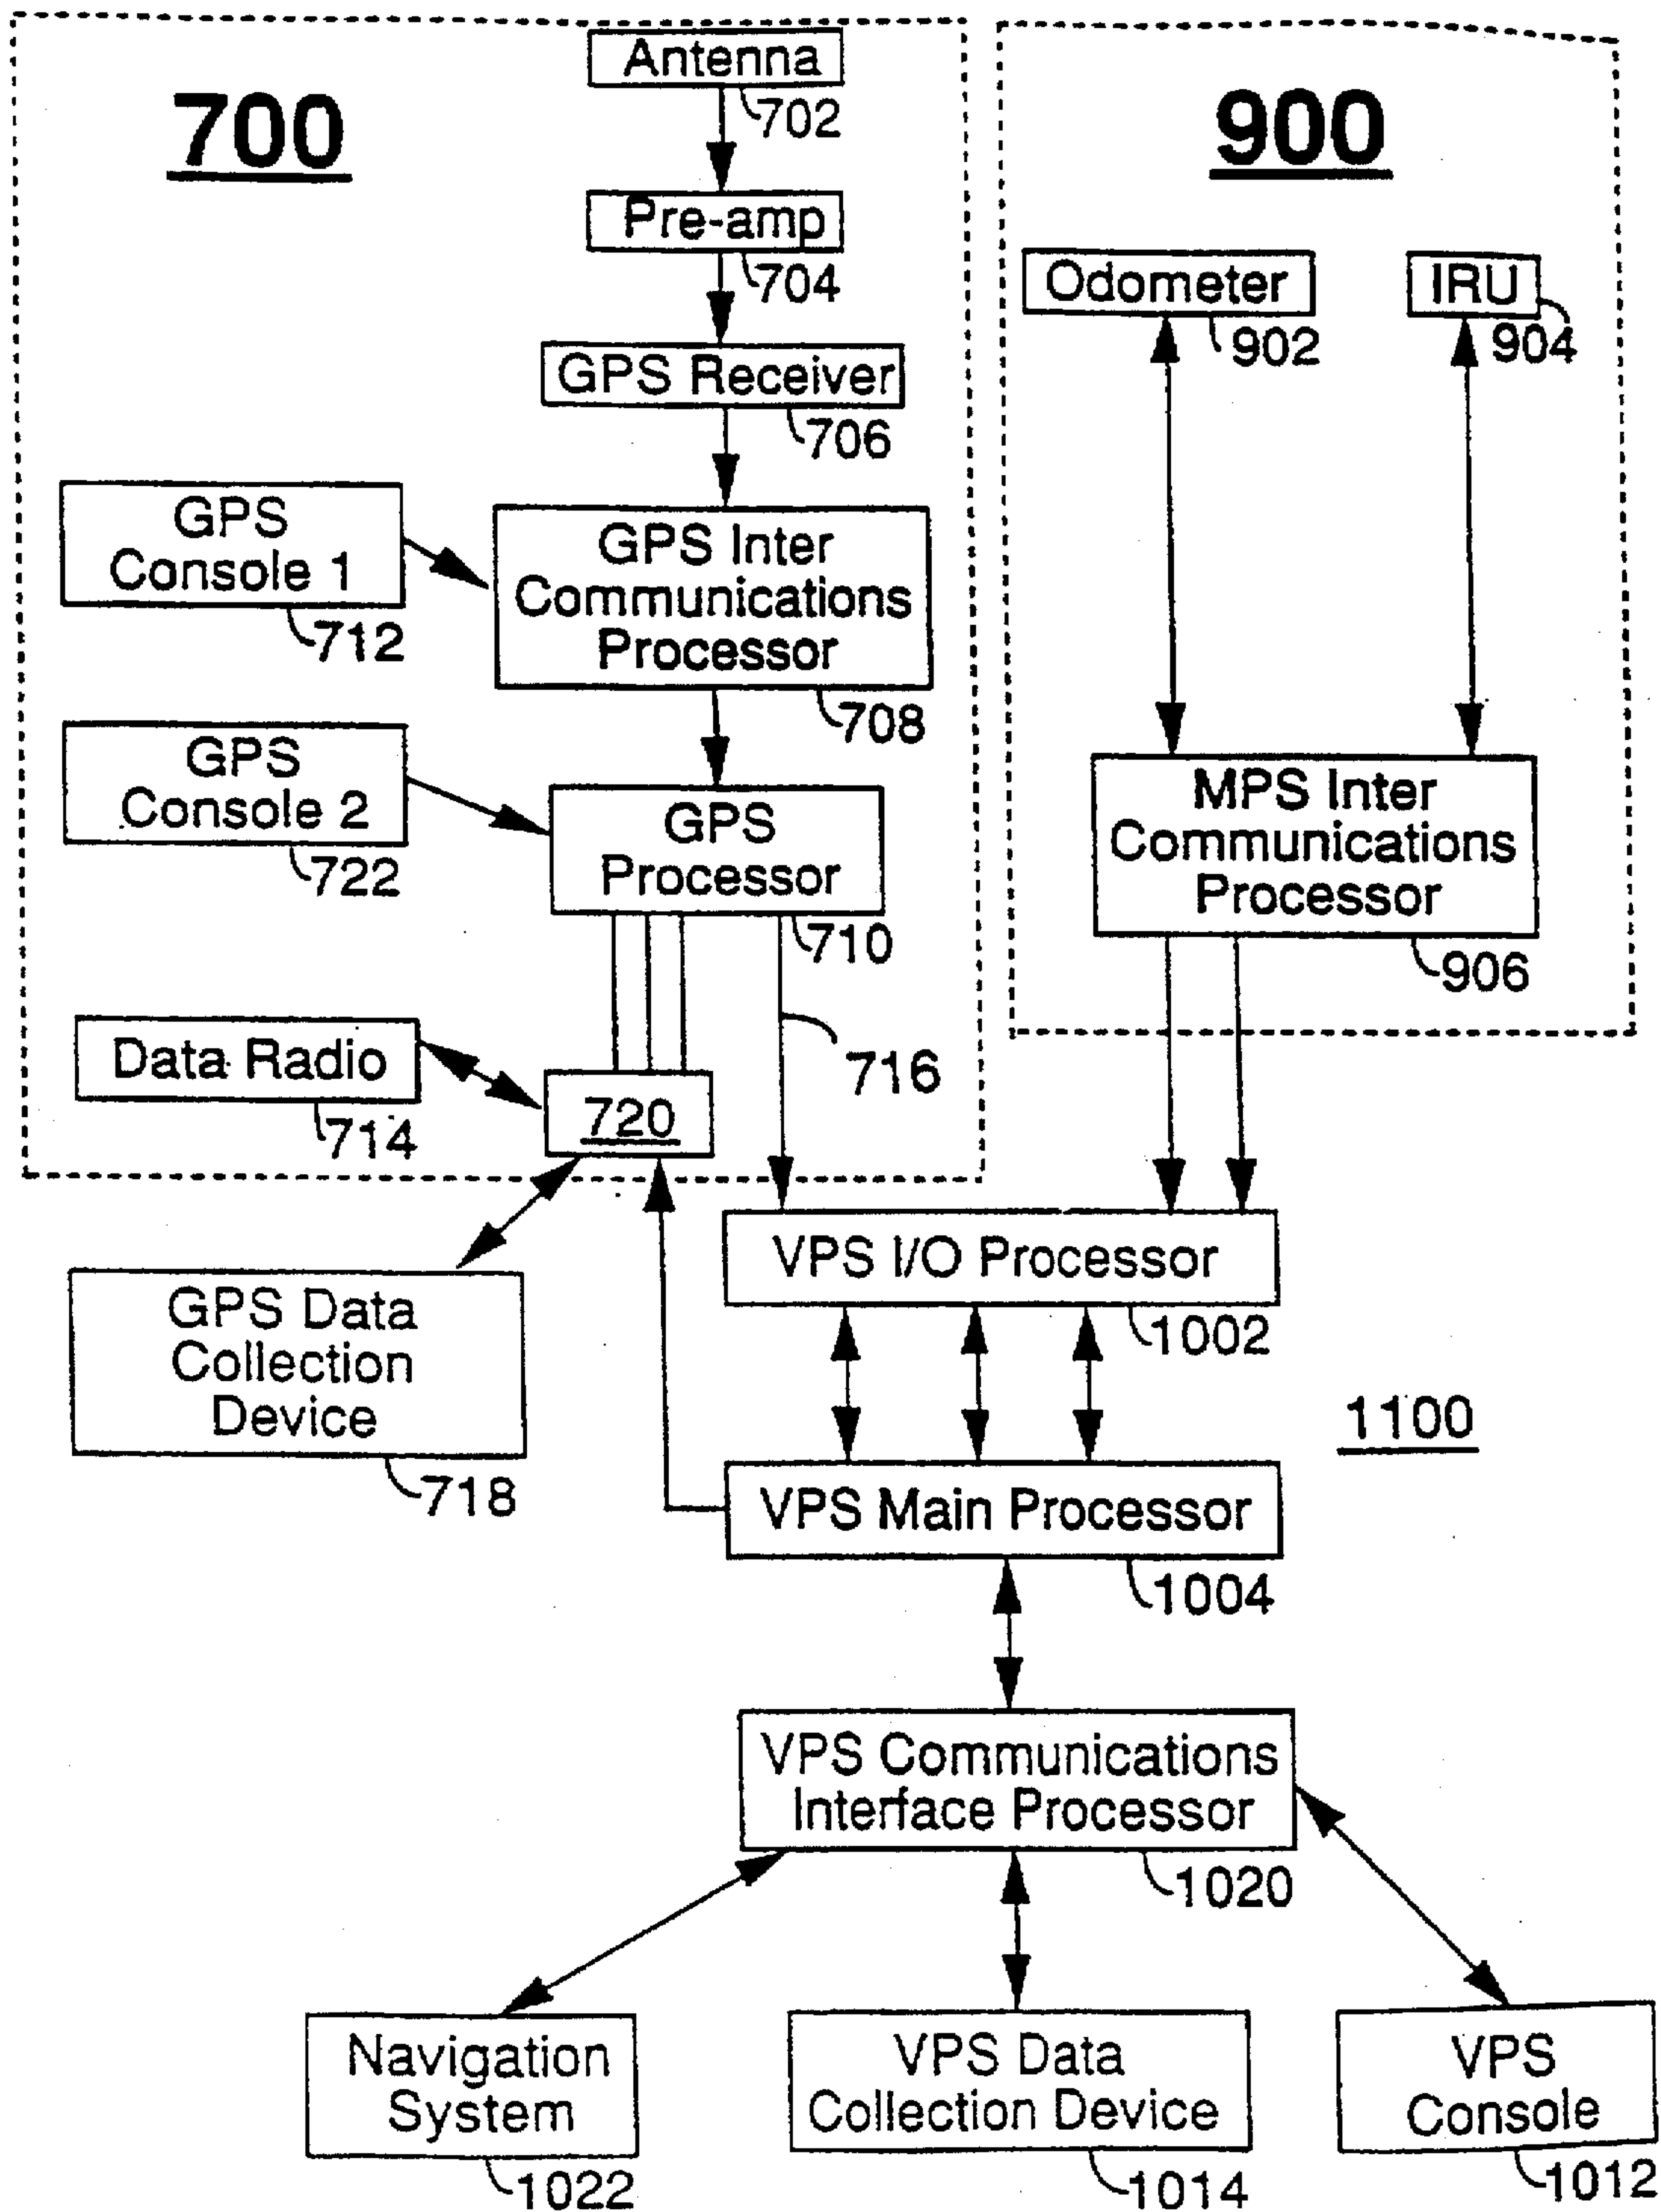 700
Antenna
702
Pre-amp
704
GPS Receiver
706
GPS
Console 1
712
GPS Inter
Communications
Processor
708
GPS
Console 2
722
GPS
Processor
710
716
Data Radio
714
720
GPS Data
Collection
Device
718
900
Odometer
902
IRU
904
MPS Inter
Communications
Processor
906
VPS I/O Processor
1002
1100
VPS Main Processor
1004
VPS Communications
Interface Processor
1020
Navigation
System
1022
VPS Data
Collection Device
1014
VPS
Console
1012